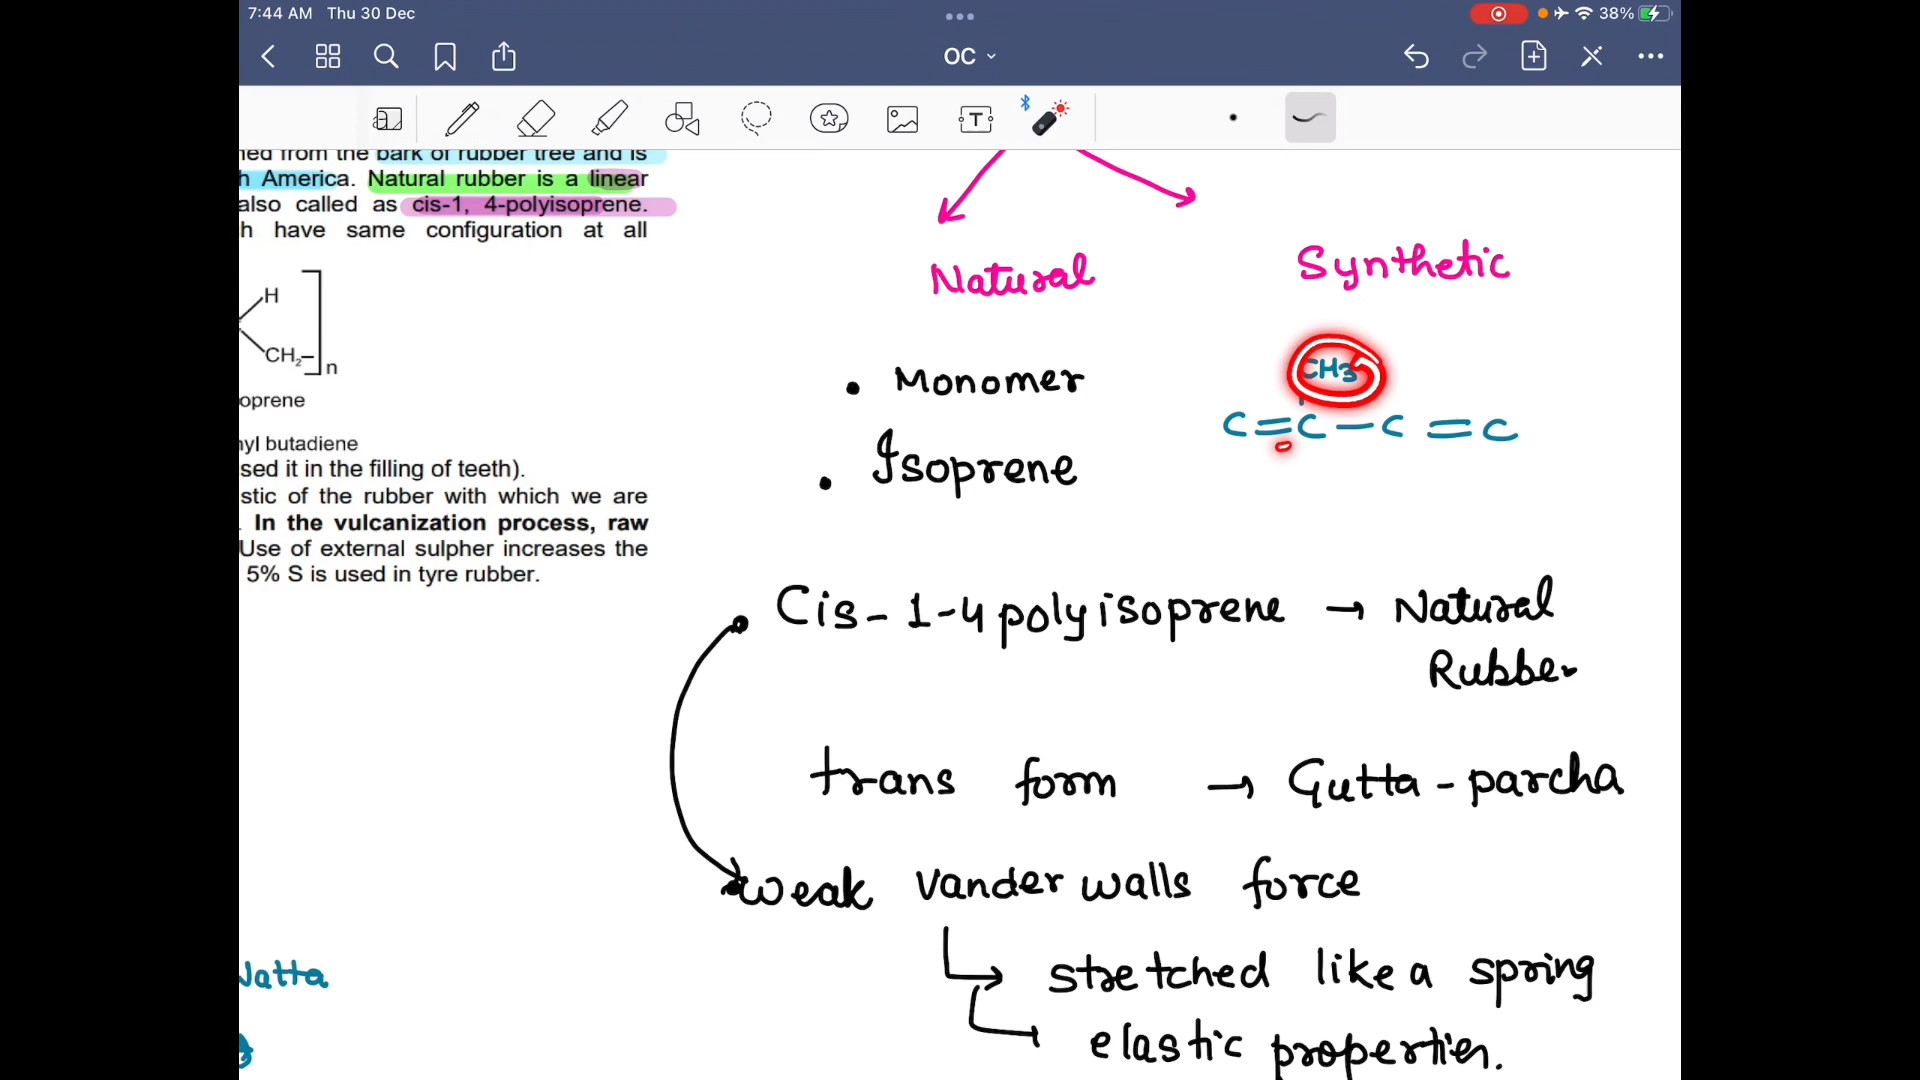 7:44 AM Thu 30 Dec
38%
OC
T
from the bark of rubber tree and is
America. Natural rubber is a linear
also called as cis-1, 4-polyisoprene.
have same configuration at all
H
CH2
n
oprene
nyl butadiene
sed it in the filling of teeth).
stic of the rubber with which we are
. In the vulcanization process, raw
Use of external sulpher increases the
5% S is used in tyre rubber.
Natural
Synthetic
• Monomer
CH3
C=C-C=C
• Isoprene
Cis-1-4 polyisoprene → Natural
Rubber
trans form → Gutta-parcha
weak vander walls force
stretched like a spring
elastic properties.
Natta